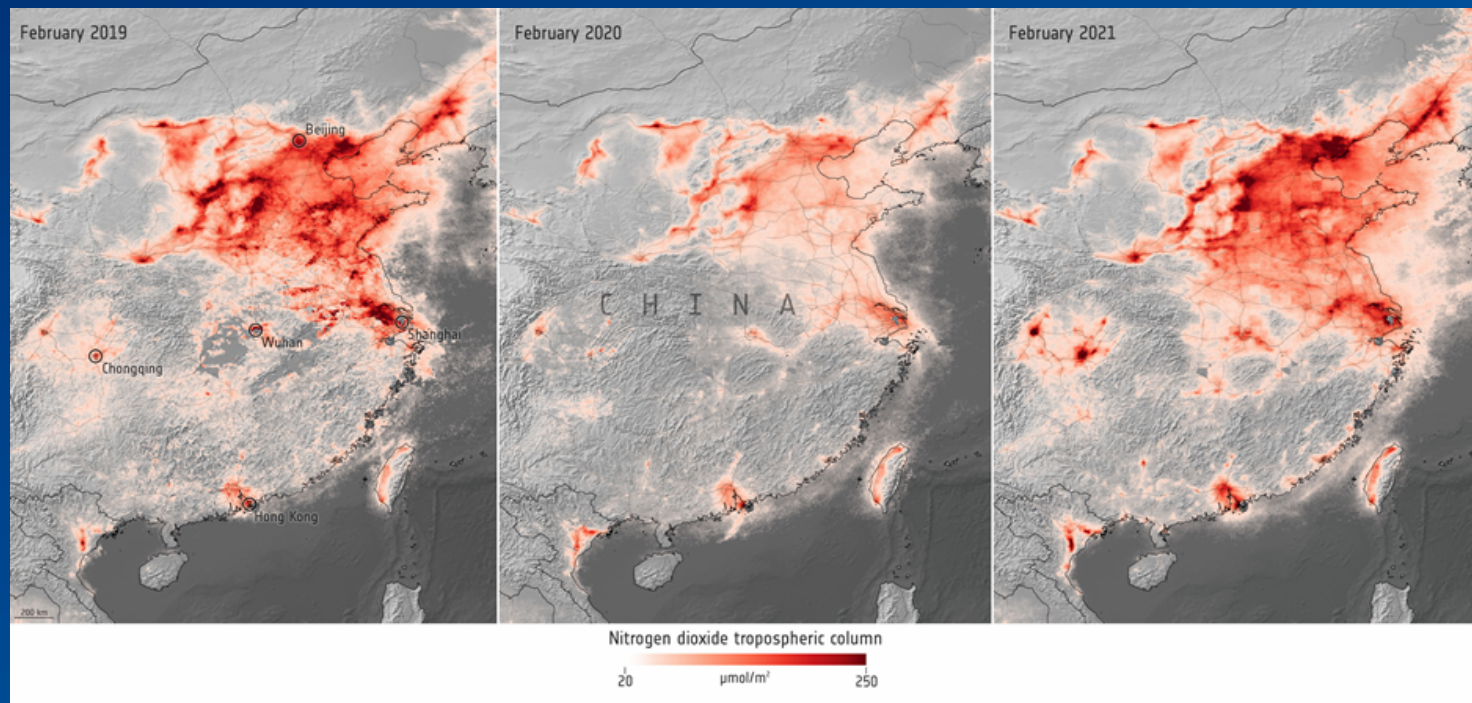 February 2019
February 2020
February 2021
Beijing
CHINA
Wuhan
Shanghai
Chongqing
Hong Kong
200 km
Nitrogen dioxide tropospheric column
20
µmol/m²
250